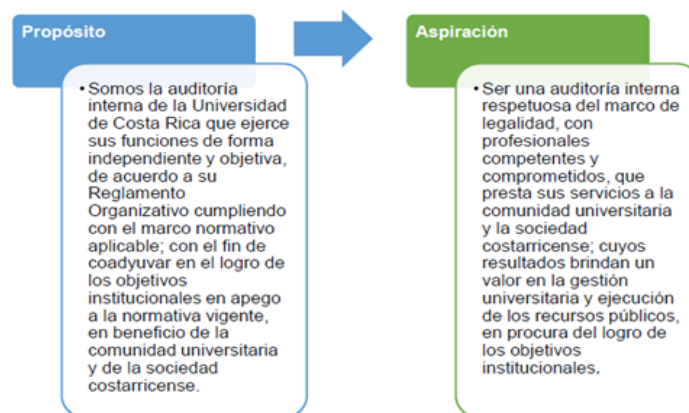 Propósito
• Somos la auditoría
interna de la Universidad
de Costa Rica que ejerce
sus funciones de forma
independiente y objetiva,
de acuerdo a su
Reglamento
Organizativo cumpliendo
con el marco normativo
aplicable; con el fin de
coadyuvar en el logro de
los objetivos
institucionales en apego
a la normativa vigente,
en beneficio de la
comunidad universitaria
y de la sociedad
costarricense.
Aspiración
• Ser una auditoría interna
respetuosa del marco de
legalidad, con
profesionales
competentes y
comprometidos, que
presta sus servicios a la
comunidad universitaria
y la sociedad
costarricense; cuyos
resultados brindan un
valor en la gestión
universitaria y ejecución
de los recursos públicos,
en procura del logro de
los objetivos
institucionales.